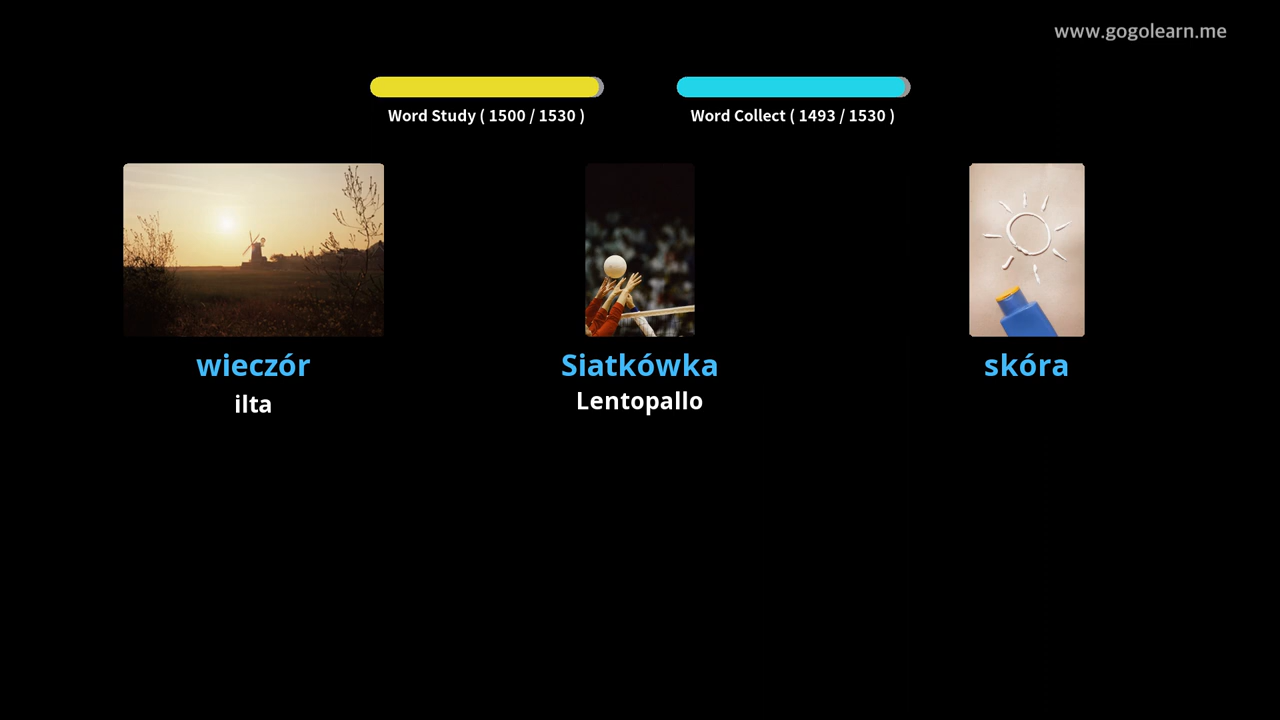 www.gogolearn.me
Word Study ( 1500 / 1530 )
Word Collect ( 1493 / 1530 )
wieczór
ilta
Siatkówka
Lentopallo
skóra